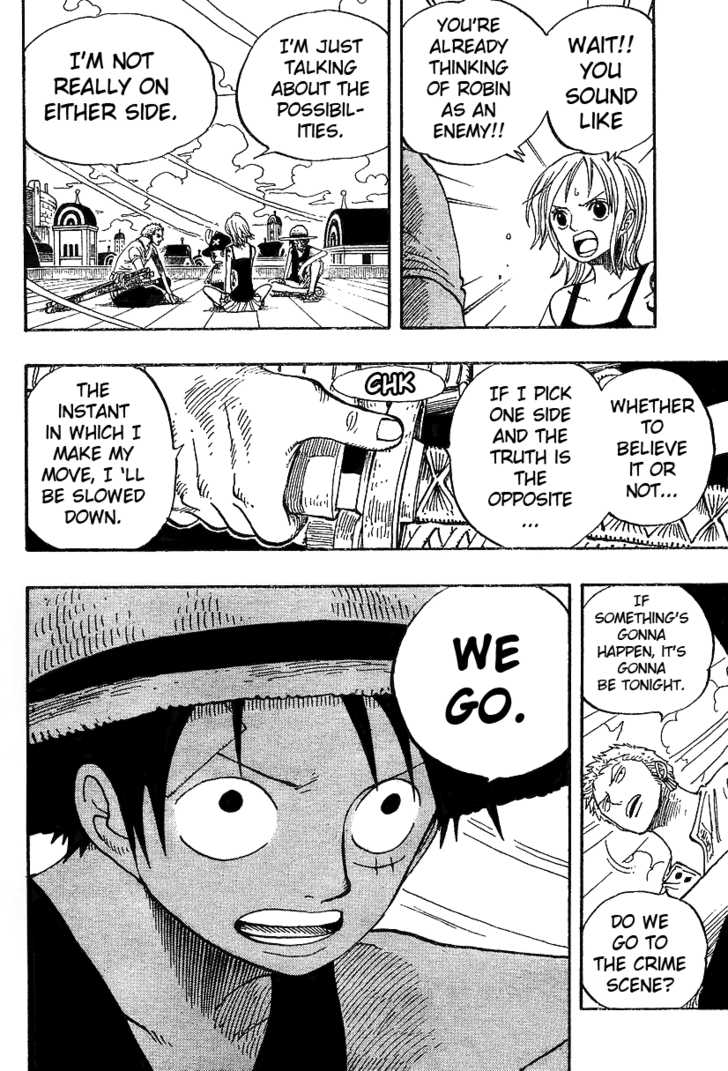 WAIT!!
YOU
SOUND
LIKE
YOU'RE
ALREADY
THINKING
OF ROBIN
AS AN
ENEMY!!
I'M JUST
TALKING
ABOUT THE
POSSIBIL-
ITIES.
I'M NOT
REALLY ON
EITHER SIDE.
WHETHER
TO
BELIEVE
IT OR
NOT...
IF I PICK
ONE SIDE
AND THE
TRUTH IS
THE
OPPOSITE
...
CHK
THE
INSTANT
IN WHICH I
MAKE MY
MOVE, I 'LL
BE SLOWED
DOWN.
IF
SOMETHING'S
GONNA
HAPPEN, IT'S
GONNA
BE TONIGHT.
DO WE
GO TO
THE CRIME
SCENE?
WE
GO.